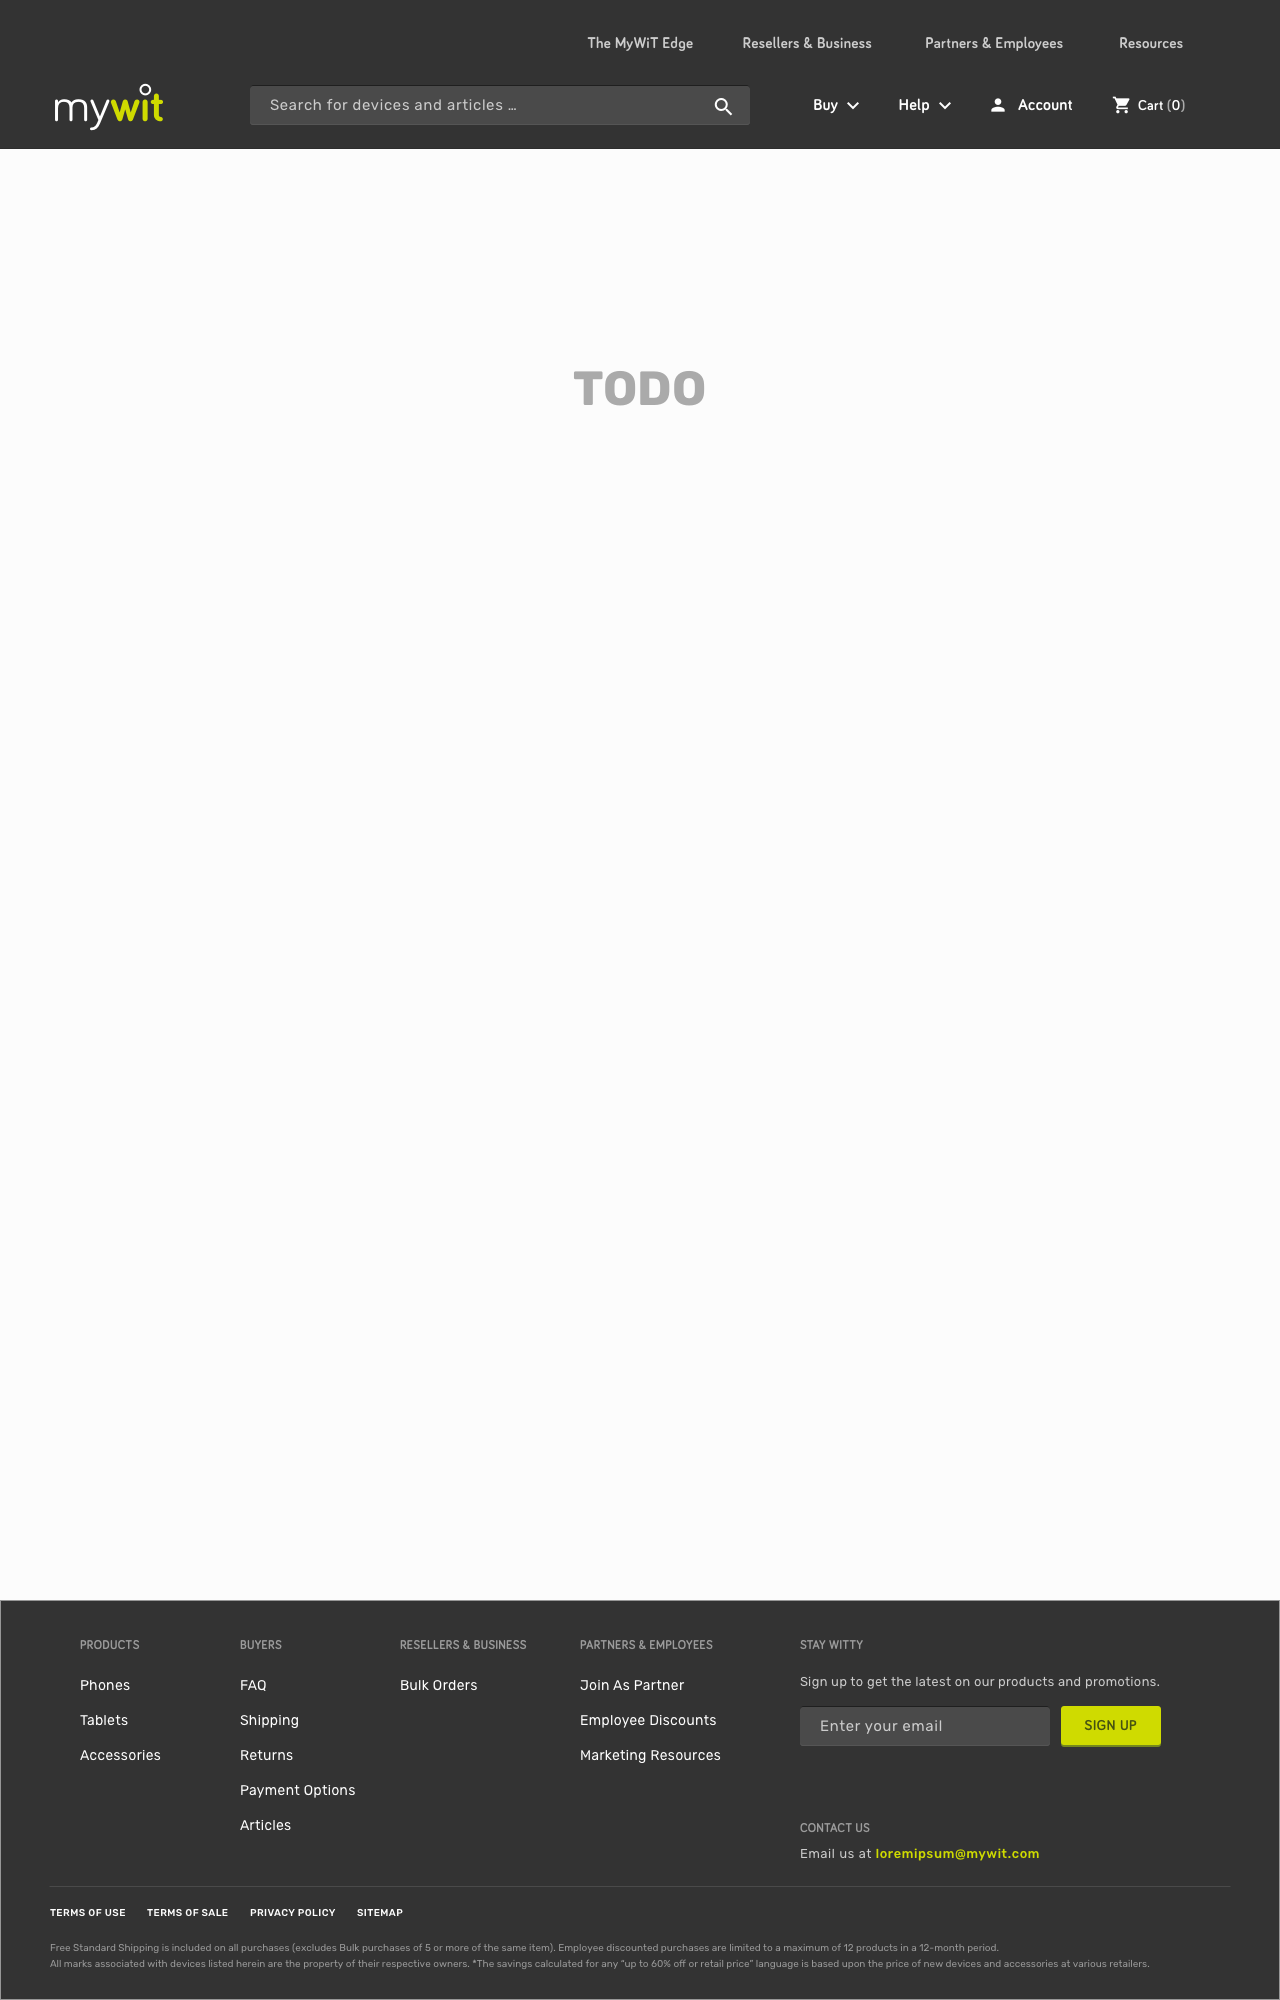 The MyWiT Edge Resellers & Business Partners & Employees Resources
mywit Search for devices and articles … Buy Help Account Cart (0)
TODO
PRODUCTS BUYERS RESELLERS & BUSINESS PARTNERS & EMPLOYEES STAY WITTY
Phones FAQ Bulk Orders Join As Partner Sign up to get the latest on our products and promotions.
Tablets Shipping Employee Discounts Enter your email SIGN UP
Accessories Returns Marketing Resources
Payment Options
Articles CONTACT US
Email us at loremipsum@mywit.com
TERMS OF USE TERMS OF SALE PRIVACY POLICY SITEMAP
Free Standard Shipping is included on all purchases (excludes Bulk purchases of 5 or more of the same item). Employee discounted purchases are limited to a maximum of 12 products in a 12-month period.
All marks associated with devices listed herein are the property of their respective owners. *The savings calculated for any “up to 60% off or retail price” language is based upon the price of new devices and accessories at various retailers.